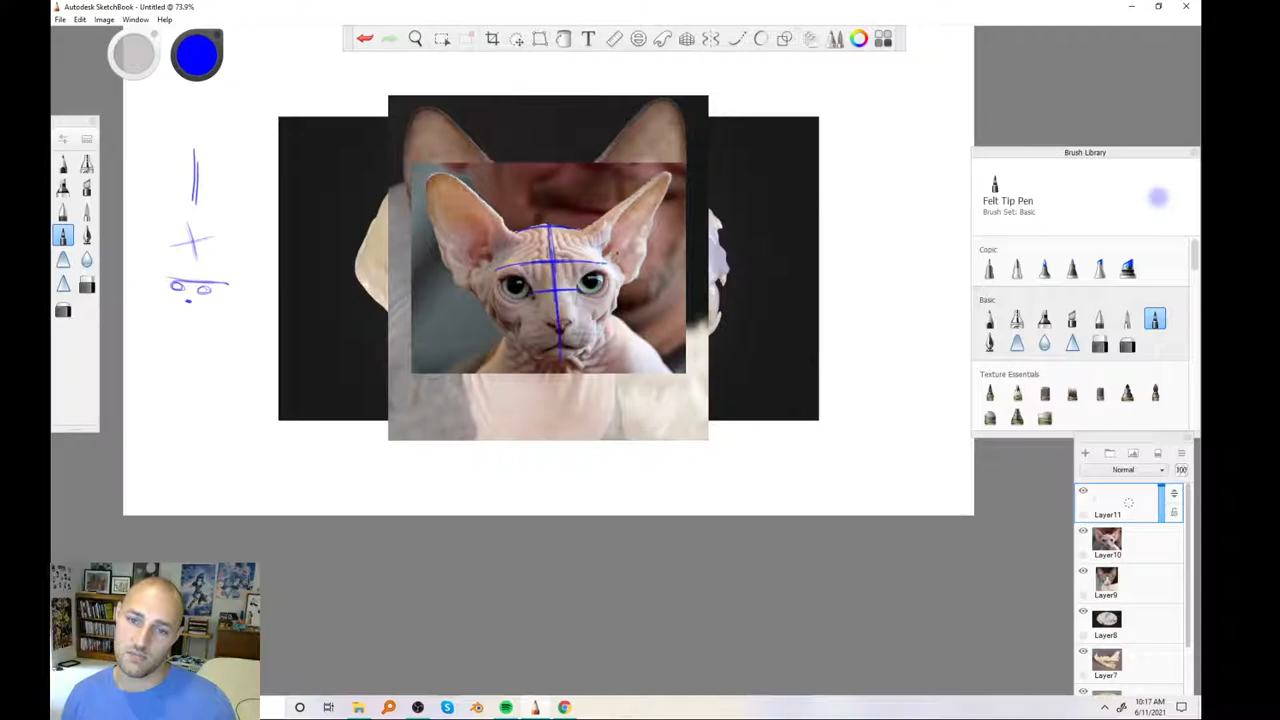 Autodesk SketchBook - Untitled @ 73.9%
File Edit Image Window Help
Brush Library
Felt Tip Pen
Brush Set: Basic
Copic
Basic
Texture Essentials
Normal
100
Layer11
Layer10
Layer9
Layer8
Layer7
10:17 AM
6/11/2021